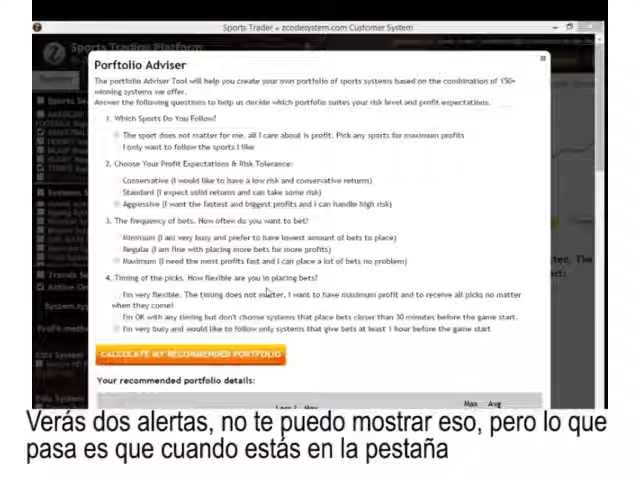 Sports Trader « zcodesystem.com Customer System
Sports Trading Platform
Porftolio Adviser
The portfolio Adviser Tool will help you create your own portfolio of sports systems based on the combination of 150+
winning systems we offer.
Answer the following questions to help us decide which portfolio suites your risk level and profit expectations.
1. Which Sports Do You Follow?
The sport does not matter for me, all I care about is profit. Pick any sports for maximum profits
I only want to follow the sports I like
2. Choose Your Profit Expectations & Risk Tolerance:
Conservative (I would like to have a low risk and conservative returns)
Standard (I expect solid returns and can take some risk)
Aggressive (I want the fastest and biggest profits and I can handle high risk)
3. The frequency of bets. How often do you want to bet?
Minimum (I am very busy and prefer to have lowest amount of bets to place)
Regular (I am fine with placing more bets for more profits)
Maximum (I need the most profits fast and I can place a lot of bets no problem)
4. Timing of the picks. How flexible are you in placing bets?
I'm very flexible. The timing does not matter, I want to have maximum profit and to receive all picks no matter
when they come!
I'm OK with any timing but don't choose systems that place bets closer than 30 minutes before the game start.
I'm very busy and would like to follow only systems that give bets at least 1 hour before the game start
CALCULATE MY RECOMMENDED PORTFOLIO
Your recommended portfolio details:
Max Avg
Verás dos alertas, no te puedo mostrar eso, pero lo que
pasa es que cuando estás en la pestaña